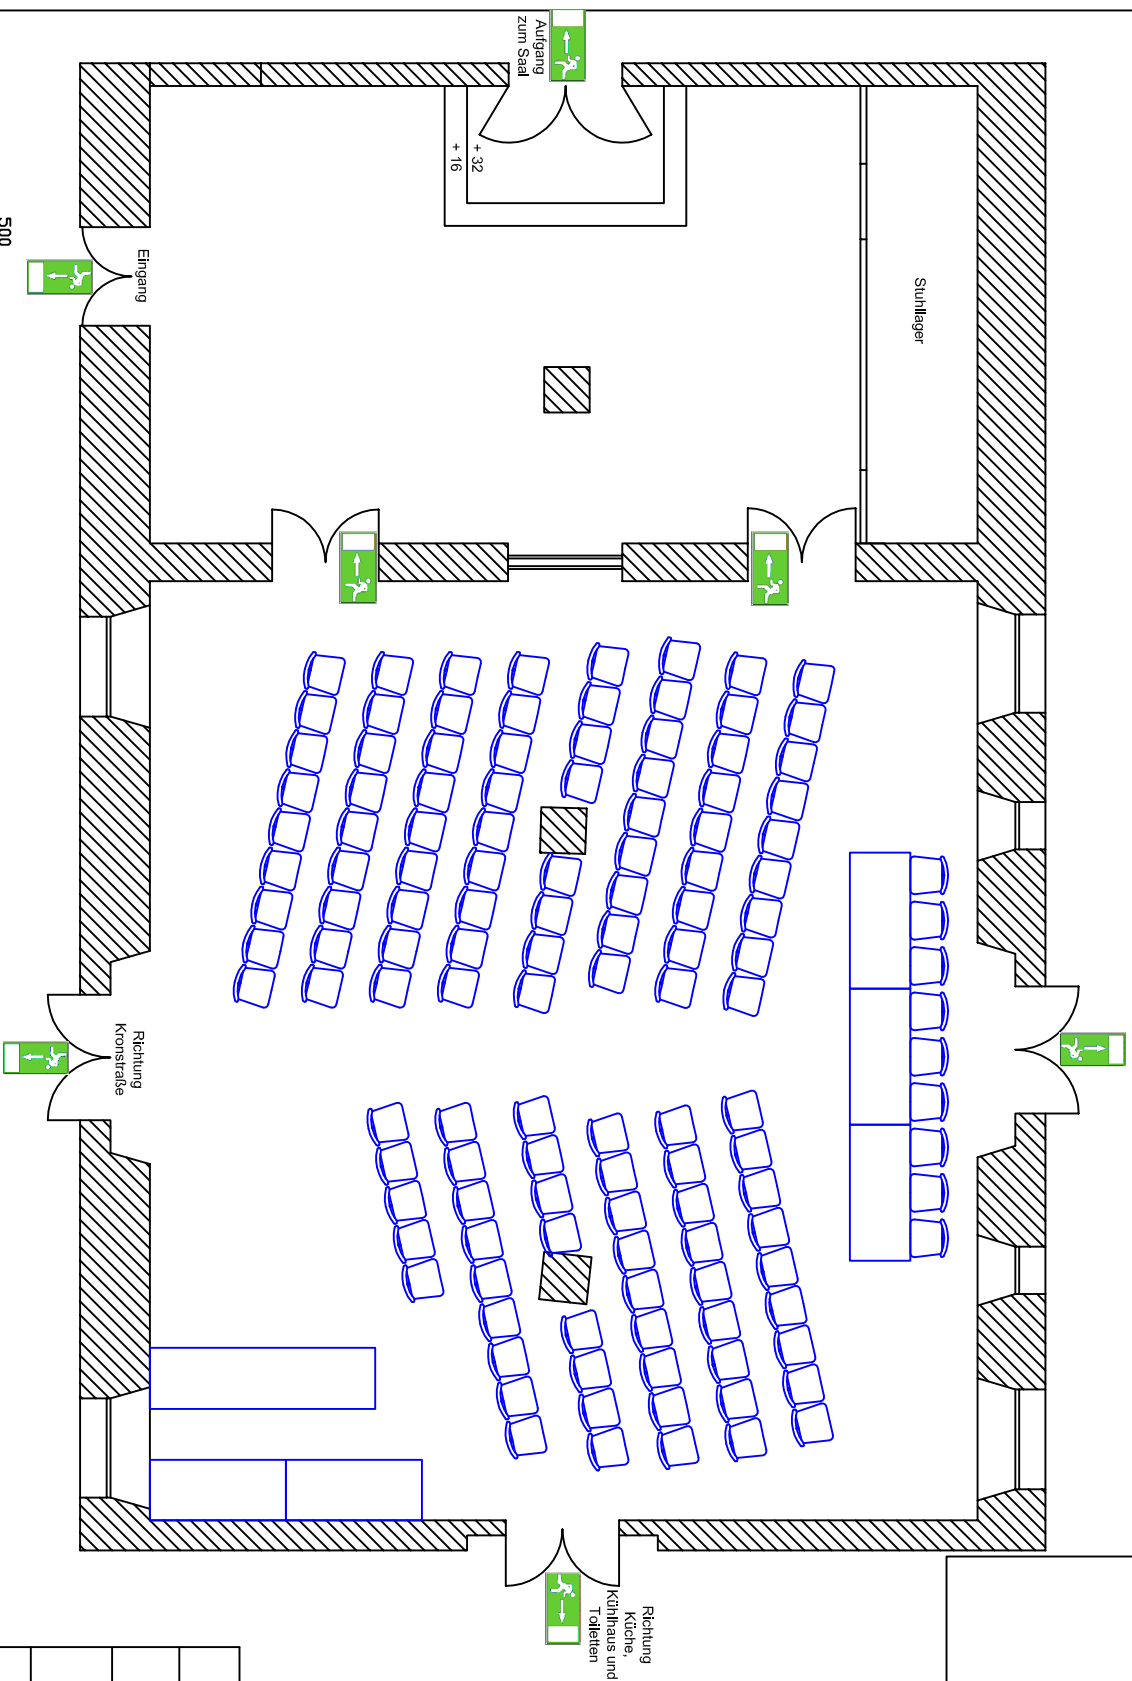 Aufgang
zum Saal
+ 32
+ 16
500
Eingang
Stuhllager
Richtung
Kronstraße
Richtung
Küche,
Kühlhaus und
Toiletten